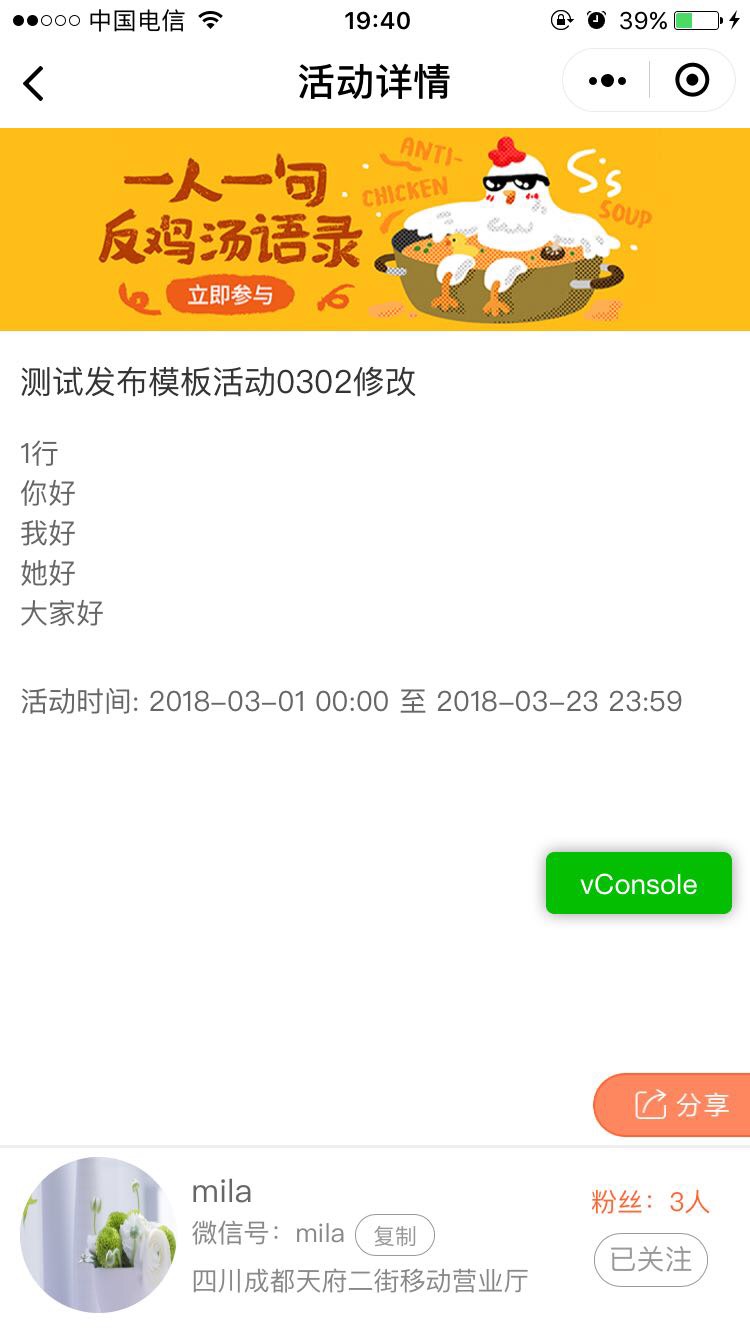 中国电信
19:40
39%
活动详情
一人一句
反鸡汤语录
立即参与
ANTI-
CHICKEN
S's
SOUP
测试发布模板活动0302修改
1行
你好
我好
她好
大家好
活动时间: 2018-03-01 00:00 至 2018-03-23 23:59
vConsole
分享
mila
微信号：mila 复制
四川成都天府二街移动营业厅
粉丝：3人
已关注